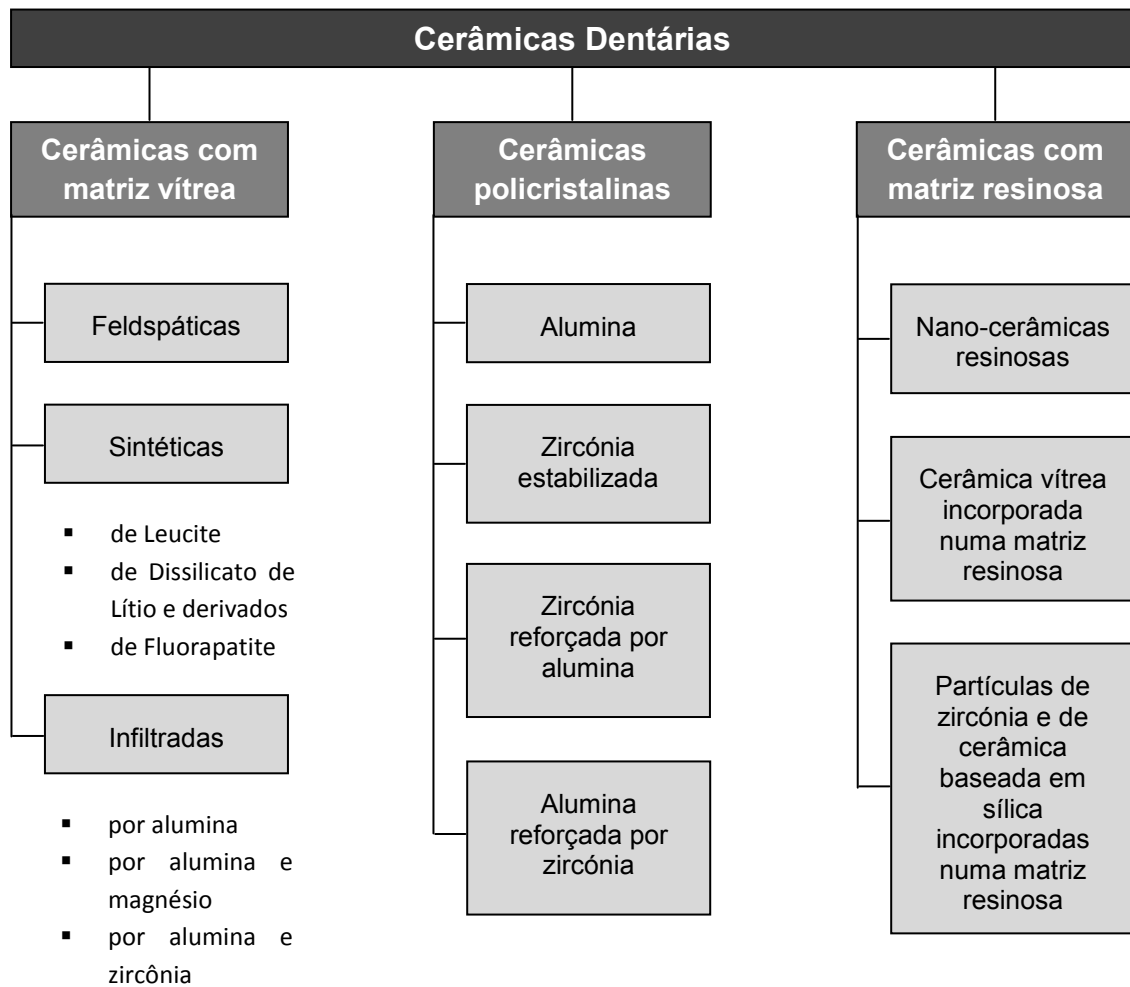 Cerâmicas Dentárias
Cerâmicas com
matriz vítrea
Feldspáticas
Sintéticas
▪ de Leucite
▪ de Dissilicato de
Lítio e derivados
▪ de Fluorapatite
Infiltradas
▪ por alumina
▪ por alumina e
magnésio
▪ por alumina e
zircônia
Cerâmicas
policristalinas
Alumina
Zircónia
estabilizada
Zircónia
reforçada por
alumina
Alumina
reforçada por
zircónia
Cerâmicas com
matriz resinosa
Nano-cerâmicas
resinosas
Cerâmica vítrea
incorporada
numa matriz
resinosa
Partículas de
zircónia e de
cerâmica
baseada em
sílica
incorporadas
numa matriz
resinosa